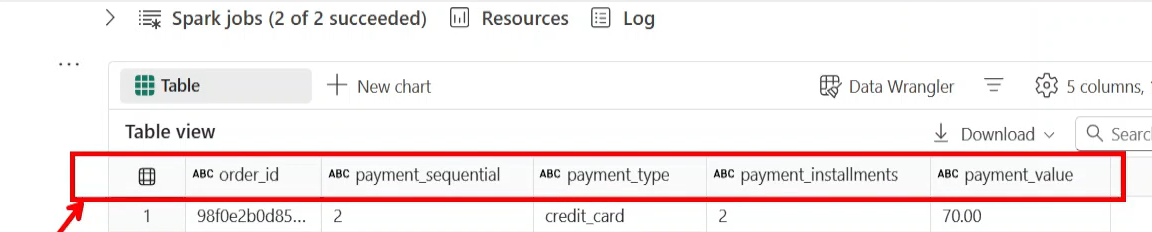 Spark jobs (2 of 2 succeeded) Resources Log
Table New chart Data Wrangler 5 columns,
Table view Download Search
ABC order_id ABC payment_sequential ABC payment_type ABC payment_installments ABC payment_value
1 98f0e2b0d85... 2 credit_card 2 70.00